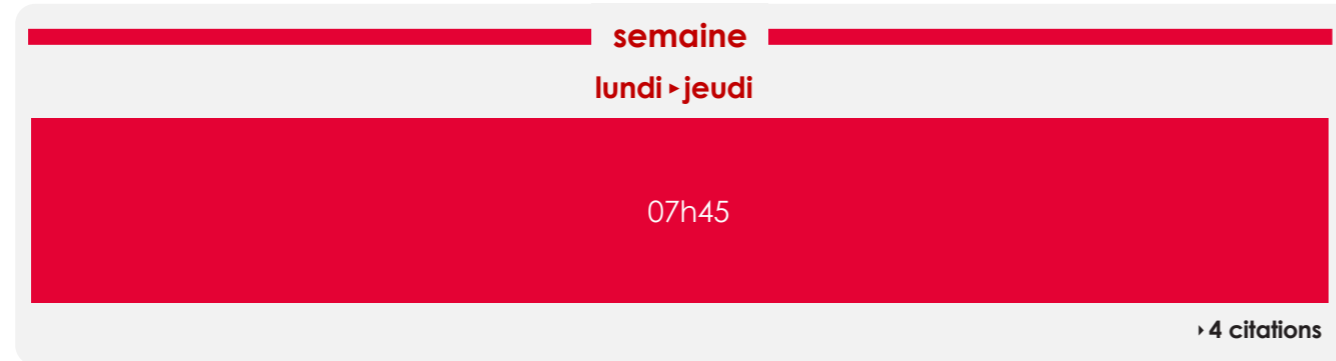 semaine
lundi ▸ jeudi
07h45
▸ 4 citations